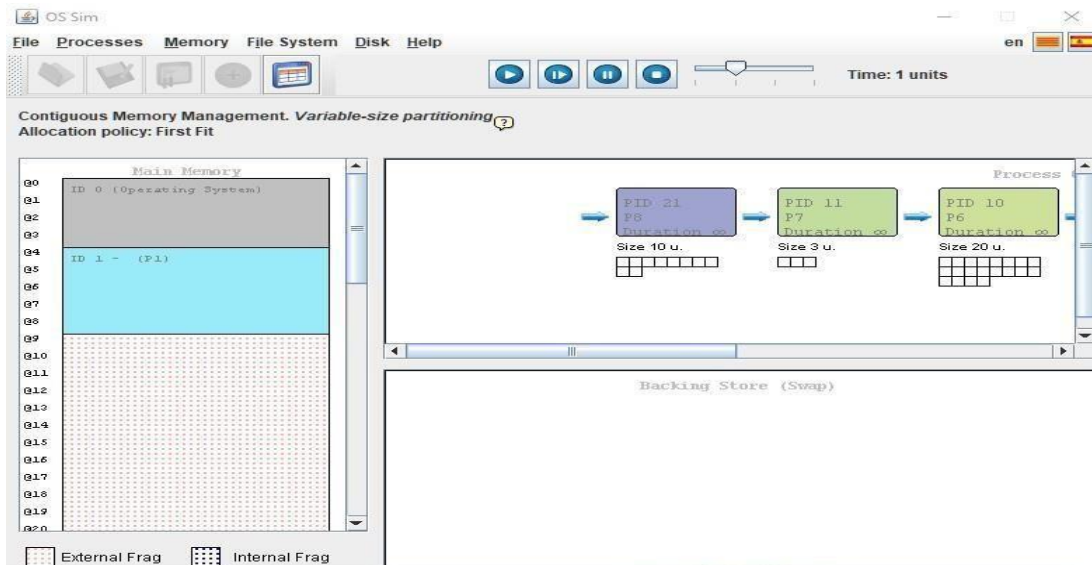 OS Sim
File Processes Memory File System Disk Help
en
Time: 1 units
Contiguous Memory Management. Variable-size partitioning
?
Allocation policy: First Fit
Main Memory
@0
ID 0 (Operating System)
@1
@2
@3
@4
ID 1 - (P1)
@5
@6
@7
@8
@9
@10
@11
@12
@13
@14
@15
@16
@17
@18
@19
@20
External Frag Internal Frag
Process
PID 21
P8
Duration ∞
Size 10 u.
PID 11
P7
Duration ∞
Size 3 u.
PID 10
P6
Duration ∞
Size 20 u.
Backing Store (Swap)